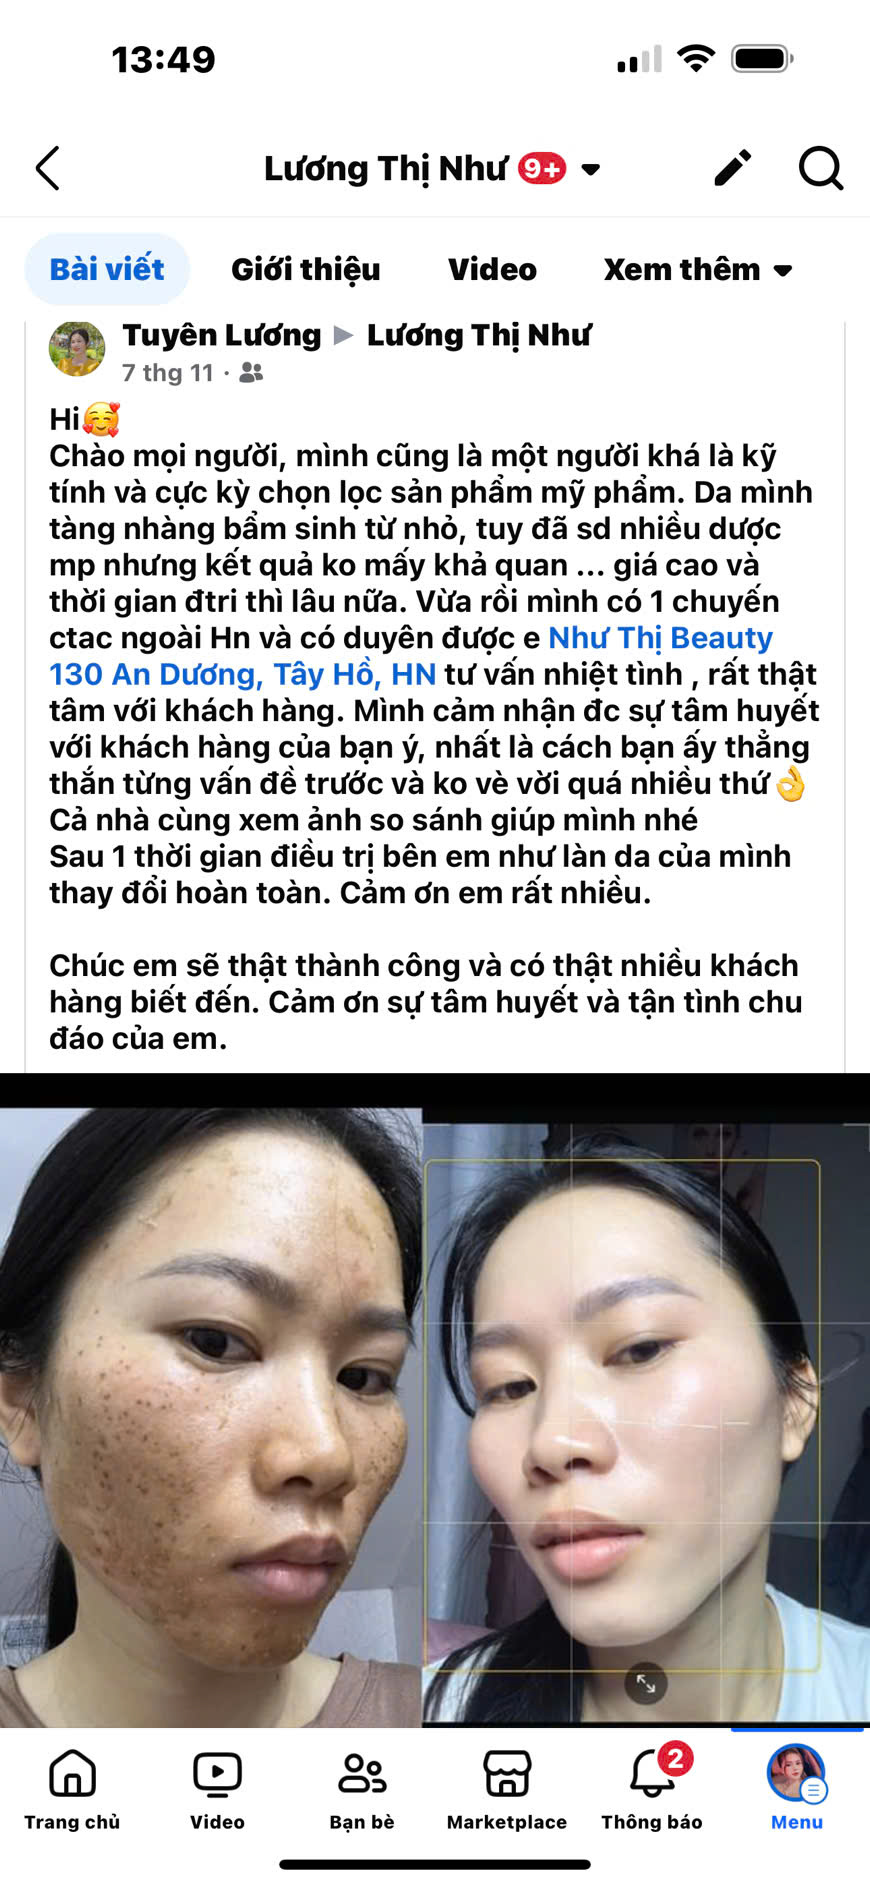 13:49
Lương Thị Như 9+
Bài viết Giới thiệu Video Xem thêm
Tuyên Lương ▶ Lương Thị Như
7 thg 11 ·
Hi🥰
Chào mọi người, mình cũng là một người khá là kỹ
tính và cực kỳ chọn lọc sản phẩm mỹ phẩm. Da mình
tàng nhàng bẩm sinh từ nhỏ, tuy đã sd nhiều dược
mp nhưng kết quả ko mấy khả quan ... giá cao và
thời gian đtri thì lâu nữa. Vừa rồi mình có 1 chuyến
ctac ngoài Hn và có duyên được e Như Thị Beauty
130 An Dương, Tây Hồ, HN tư vấn nhiệt tình , rất thật
tâm với khách hàng. Mình cảm nhận đc sự tâm huyết
với khách hàng của bạn ý, nhất là cách bạn ấy thẳng
thắn từng vấn đề trước và ko vè vời quá nhiều thứ👌
Cả nhà cùng xem ảnh so sánh giúp mình nhé
Sau 1 thời gian điều trị bên em như làn da của mình
thay đổi hoàn toàn. Cảm ơn em rất nhiều.
Chúc em sẽ thật thành công và có thật nhiều khách
hàng biết đến. Cảm ơn sự tâm huyết và tận tình chu
đáo của em.
2
Trang chủ Video Bạn bè Marketplace Thông báo Menu